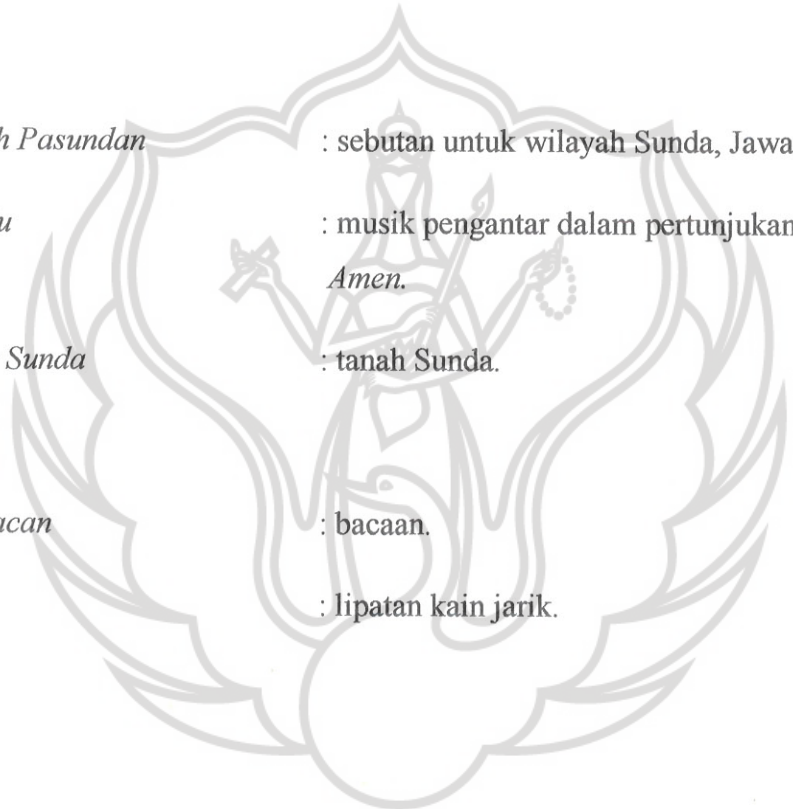 h Pasundan : sebutan untuk wilayah Sunda, Jawa
u : musik pengantar dalam pertunjukan
Amen.
Sunda : tanah Sunda.
acan : bacaan.
: lipatan kain jarik.